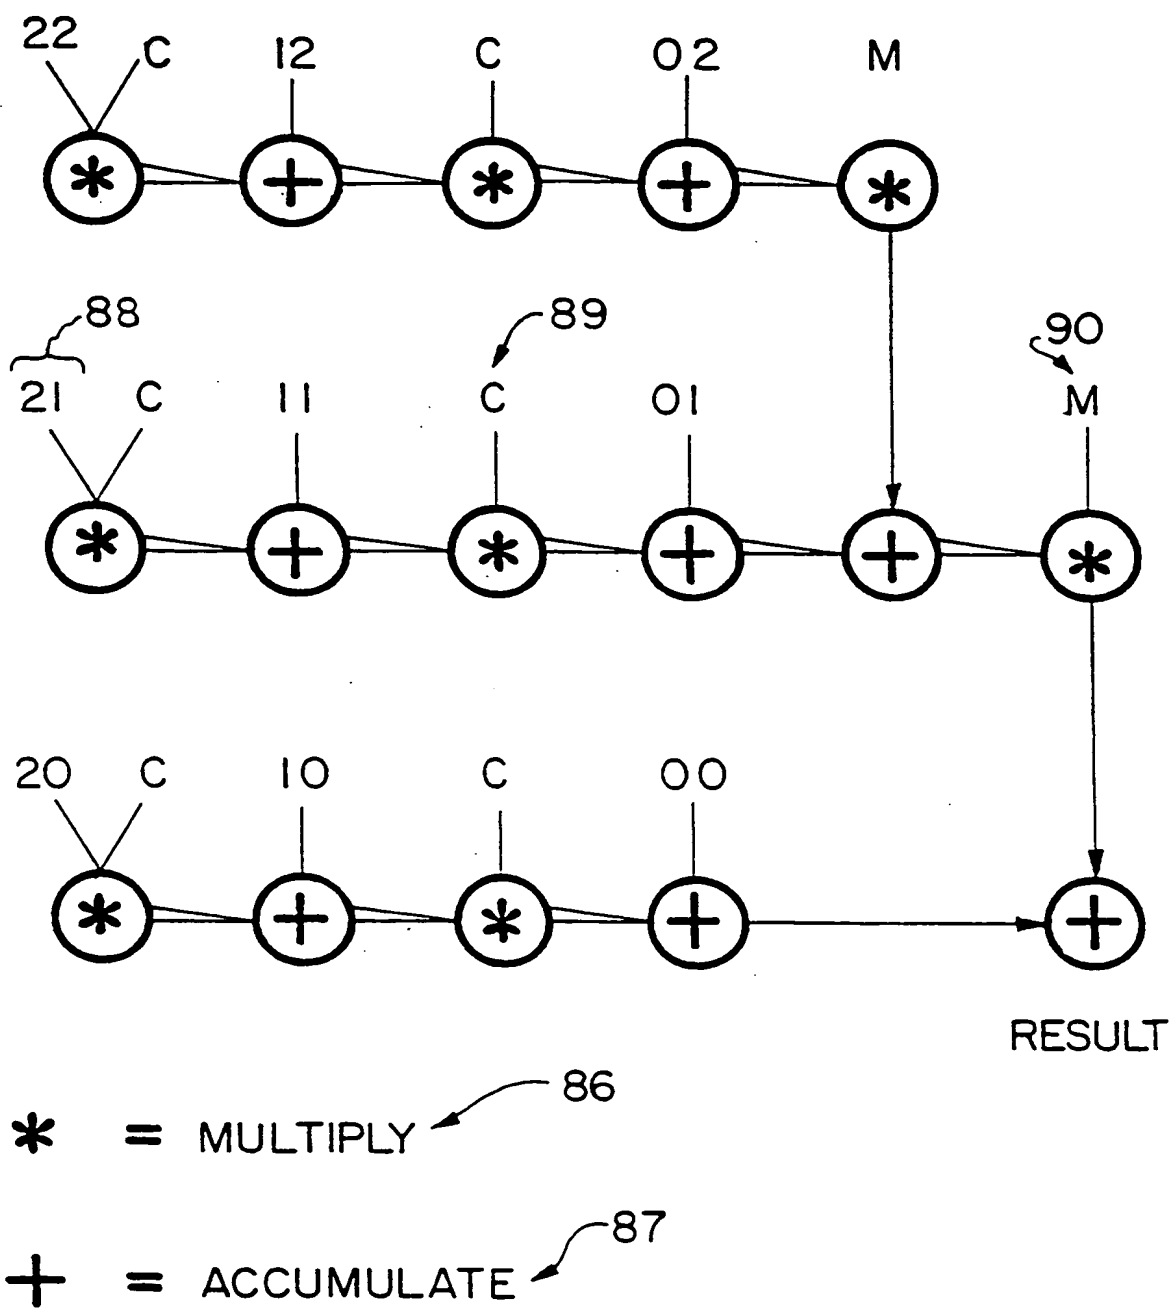 22 C 12 C 02 M
* + * + *
88 89 90
21 C 11 C 01 M
* + * + + *
20 C 10 C 00
* + * + +
RESULT
86
* = MULTIPLY
87
+ = ACCUMULATE